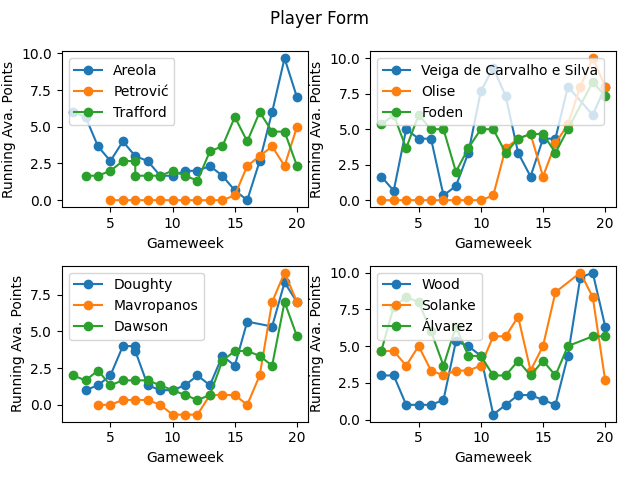 Player Form
10.0
7.5
5.0
2.5
0.0
Running Ava. Points
Areola
Petrović
Trafford
5
10
15
20
Gameweek
10.0
7.5
5.0
2.5
0.0
Running Ava. Points
Veiga de Carvalho e Silva
Olise
Foden
5
10
15
20
Gameweek
7.5
5.0
2.5
0.0
Running Ava. Points
Doughty
Mavropanos
Dawson
5
10
15
20
Gameweek
10.0
7.5
5.0
2.5
0.0
Running Ava. Points
Wood
Solanke
Álvarez
5
10
15
20
Gameweek